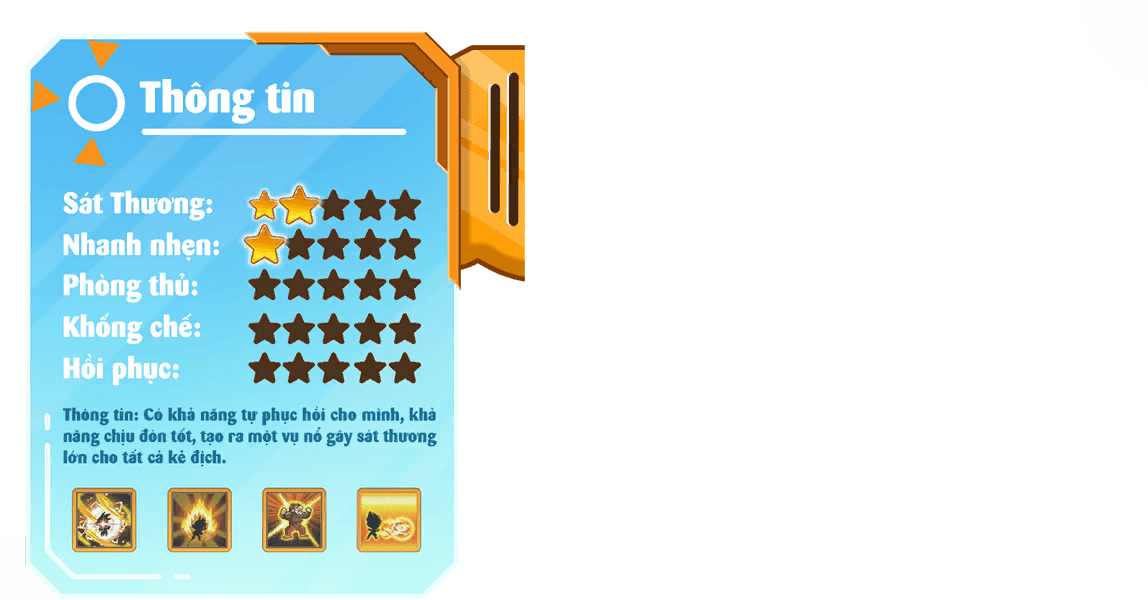 Thông tin
Sát Thương:
Nhanh nhẹn:
Phòng thủ:
Khống chế:
Hồi phục:
Thông tin: Có khả năng tự phục hồi cho mình, khả
năng chịu đòn tốt, tạo ra một vụ nổ gây sát thương
lớn cho tất cả kẻ địch.